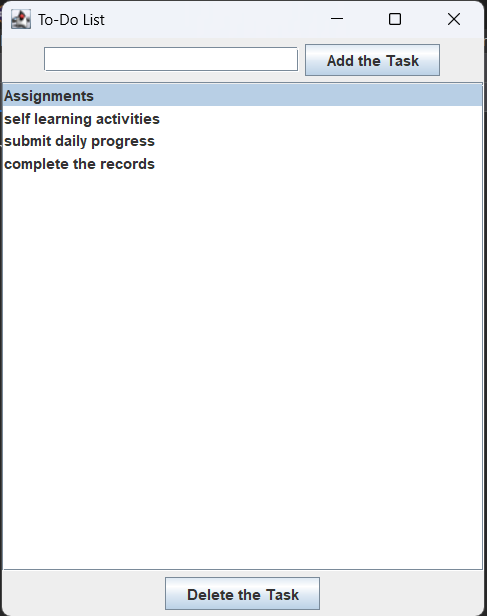 To-Do List
Add the Task
Assignments
self learning activities
submit daily progress
complete the records
Delete the Task